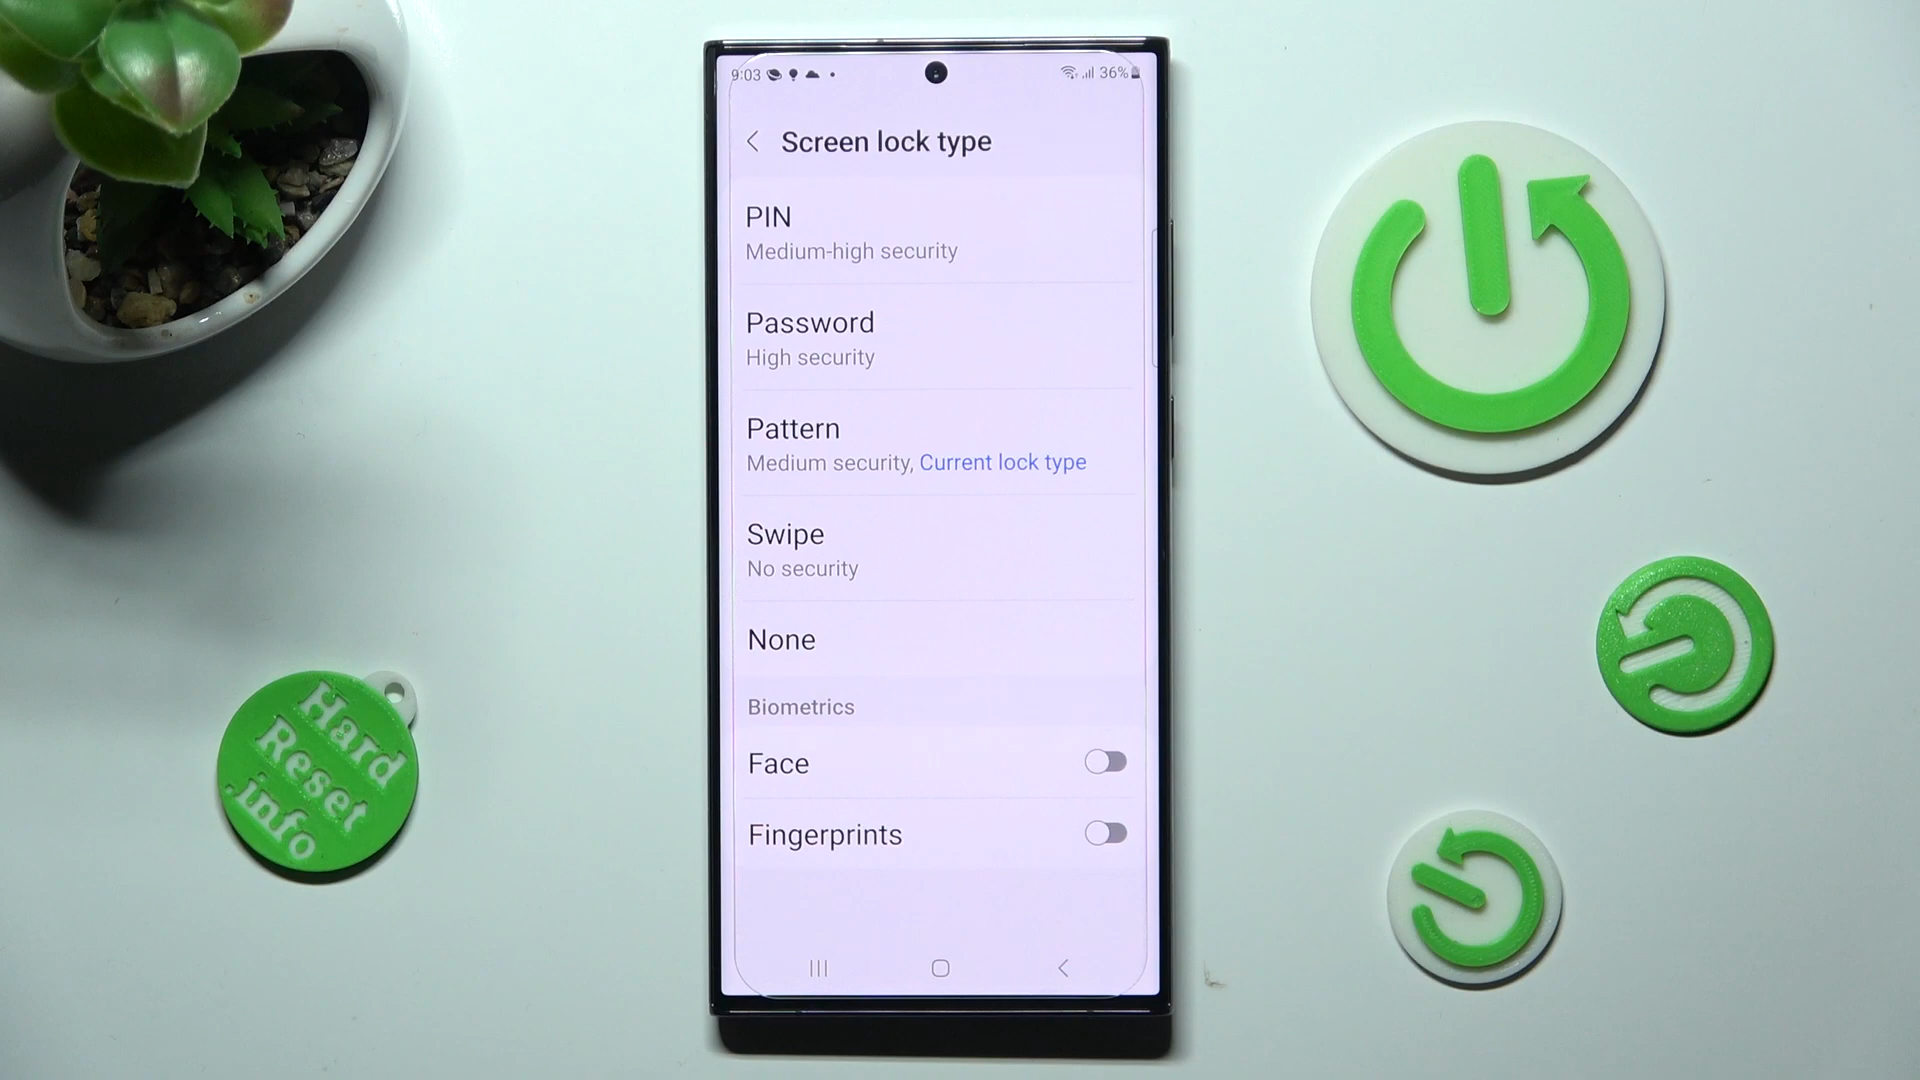 9:03
36%
Screen lock type
PIN
Medium-high security
Password
High security
Pattern
Medium security, Current lock type
Swipe
No security
None
Biometrics
Face
Fingerprints
Hard
Reset
.info